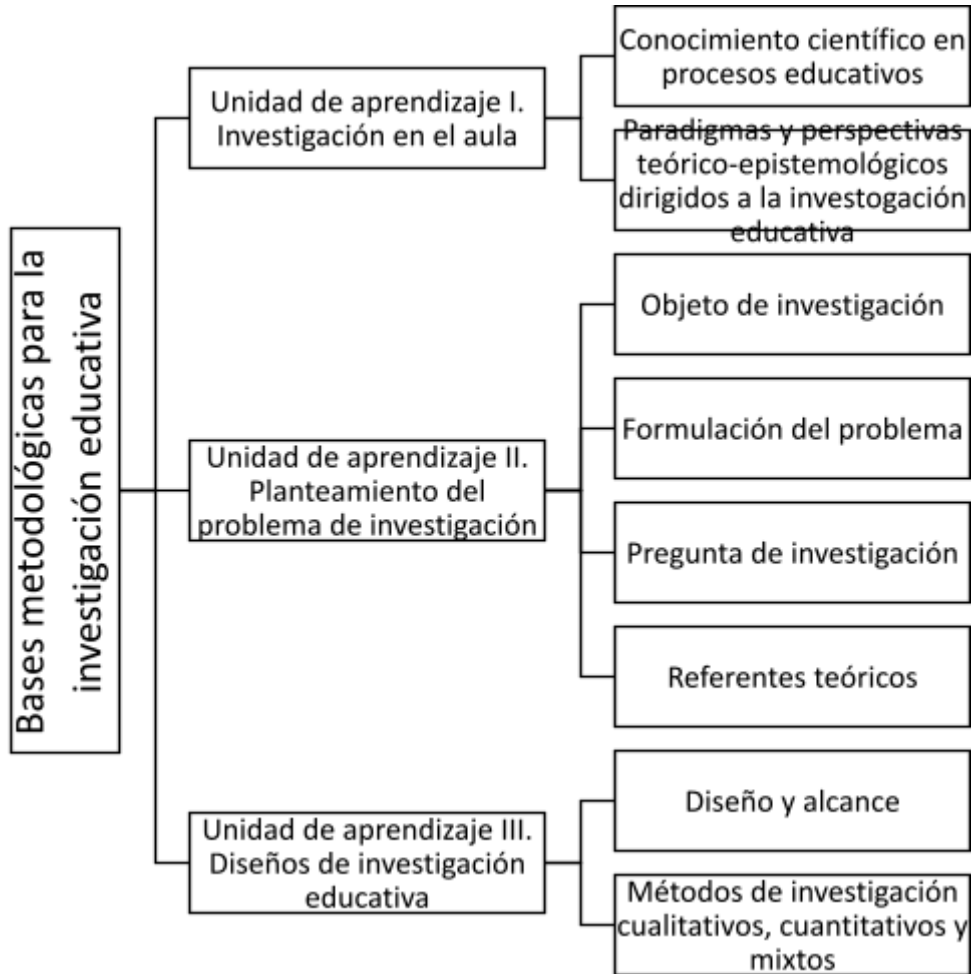 Bases metodológicas para la
investigación educativa
Unidad de aprendizaje I.
Investigación en el aula
Conocimiento científico en
procesos educativos
Paradigmas y perspectivas
teórico-epistemológicos
dirigidos a la investogación
educativa
Unidad de aprendizaje II.
Planteamiento del
problema de investigación
Objeto de investigación
Formulación del problema
Pregunta de investigación
Referentes teóricos
Unidad de aprendizaje III.
Diseños de investigación
educativa
Diseño y alcance
Métodos de investigación
cualitativos, cuantitativos y
mixtos